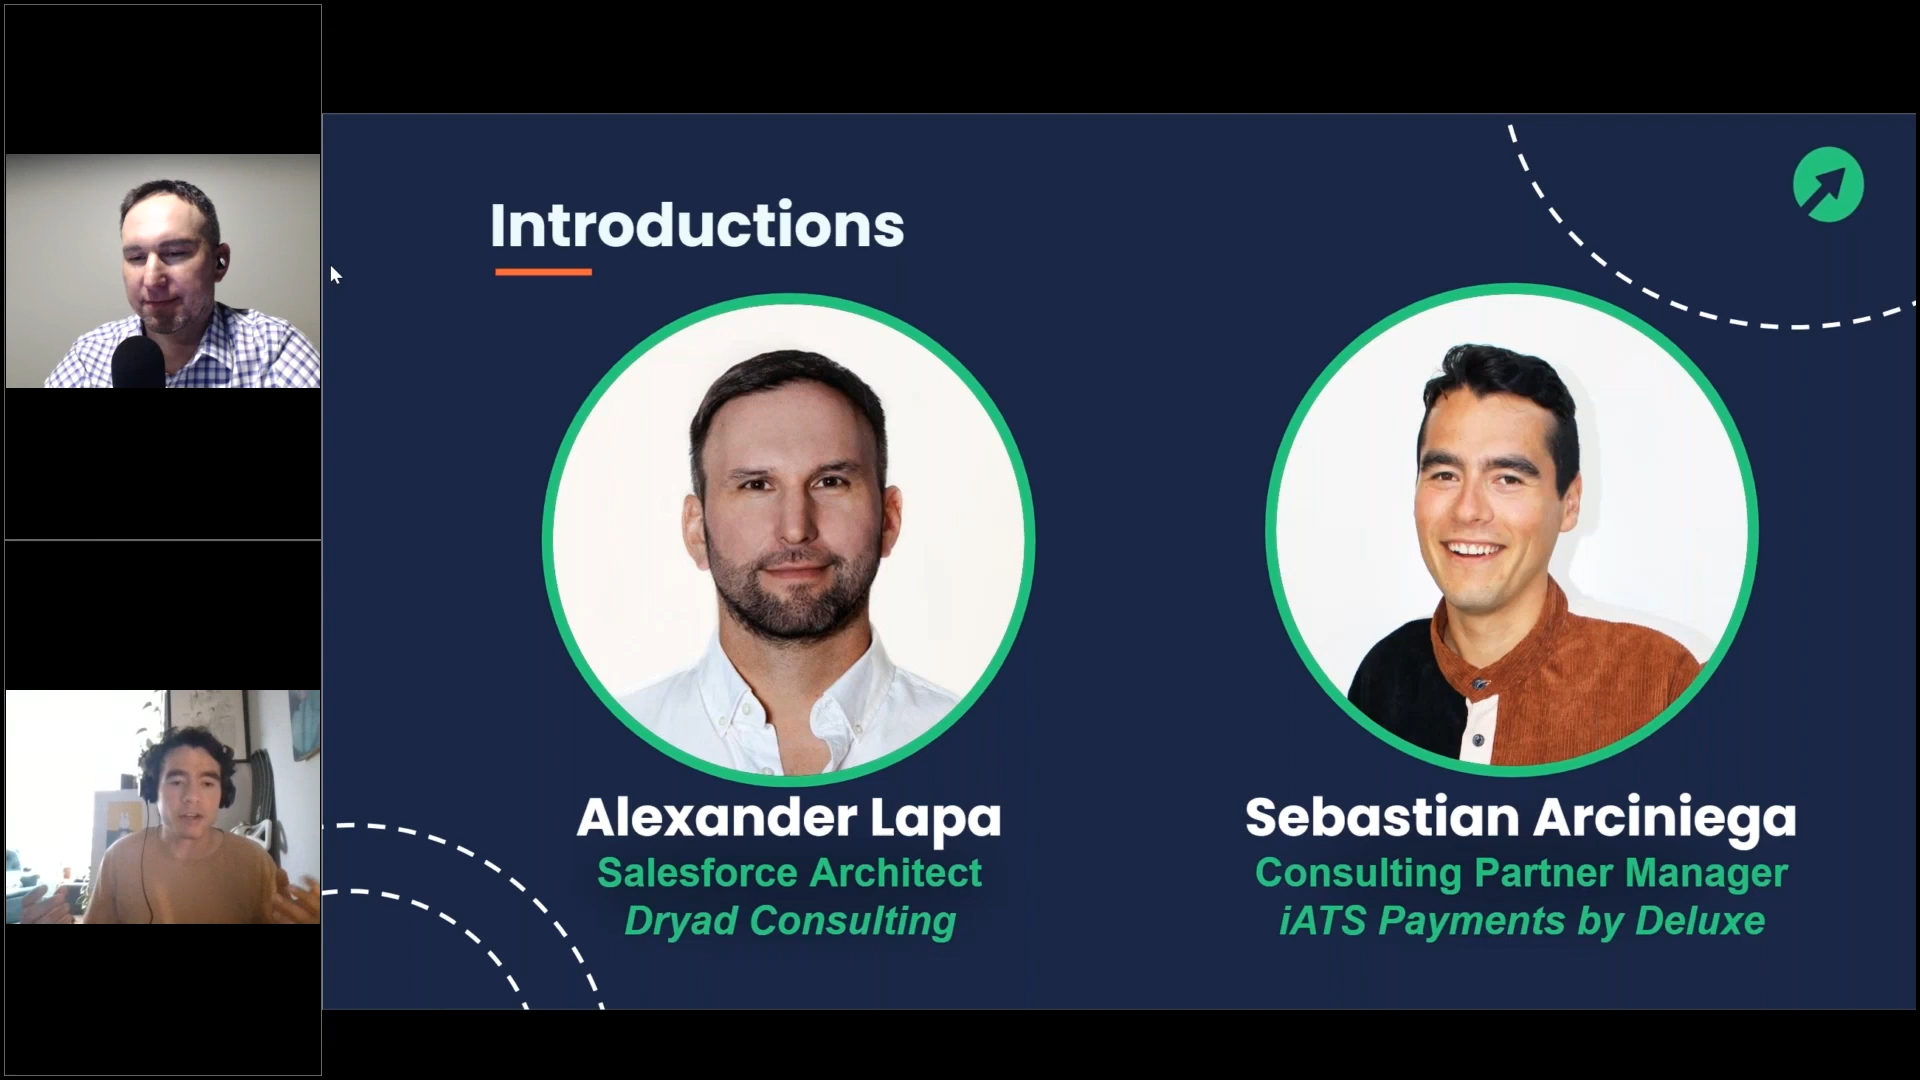 Introductions
Alexander Lapa
Salesforce Architect
Dryad Consulting
Sebastian Arciniega
Consulting Partner Manager
iATS Payments by Deluxe